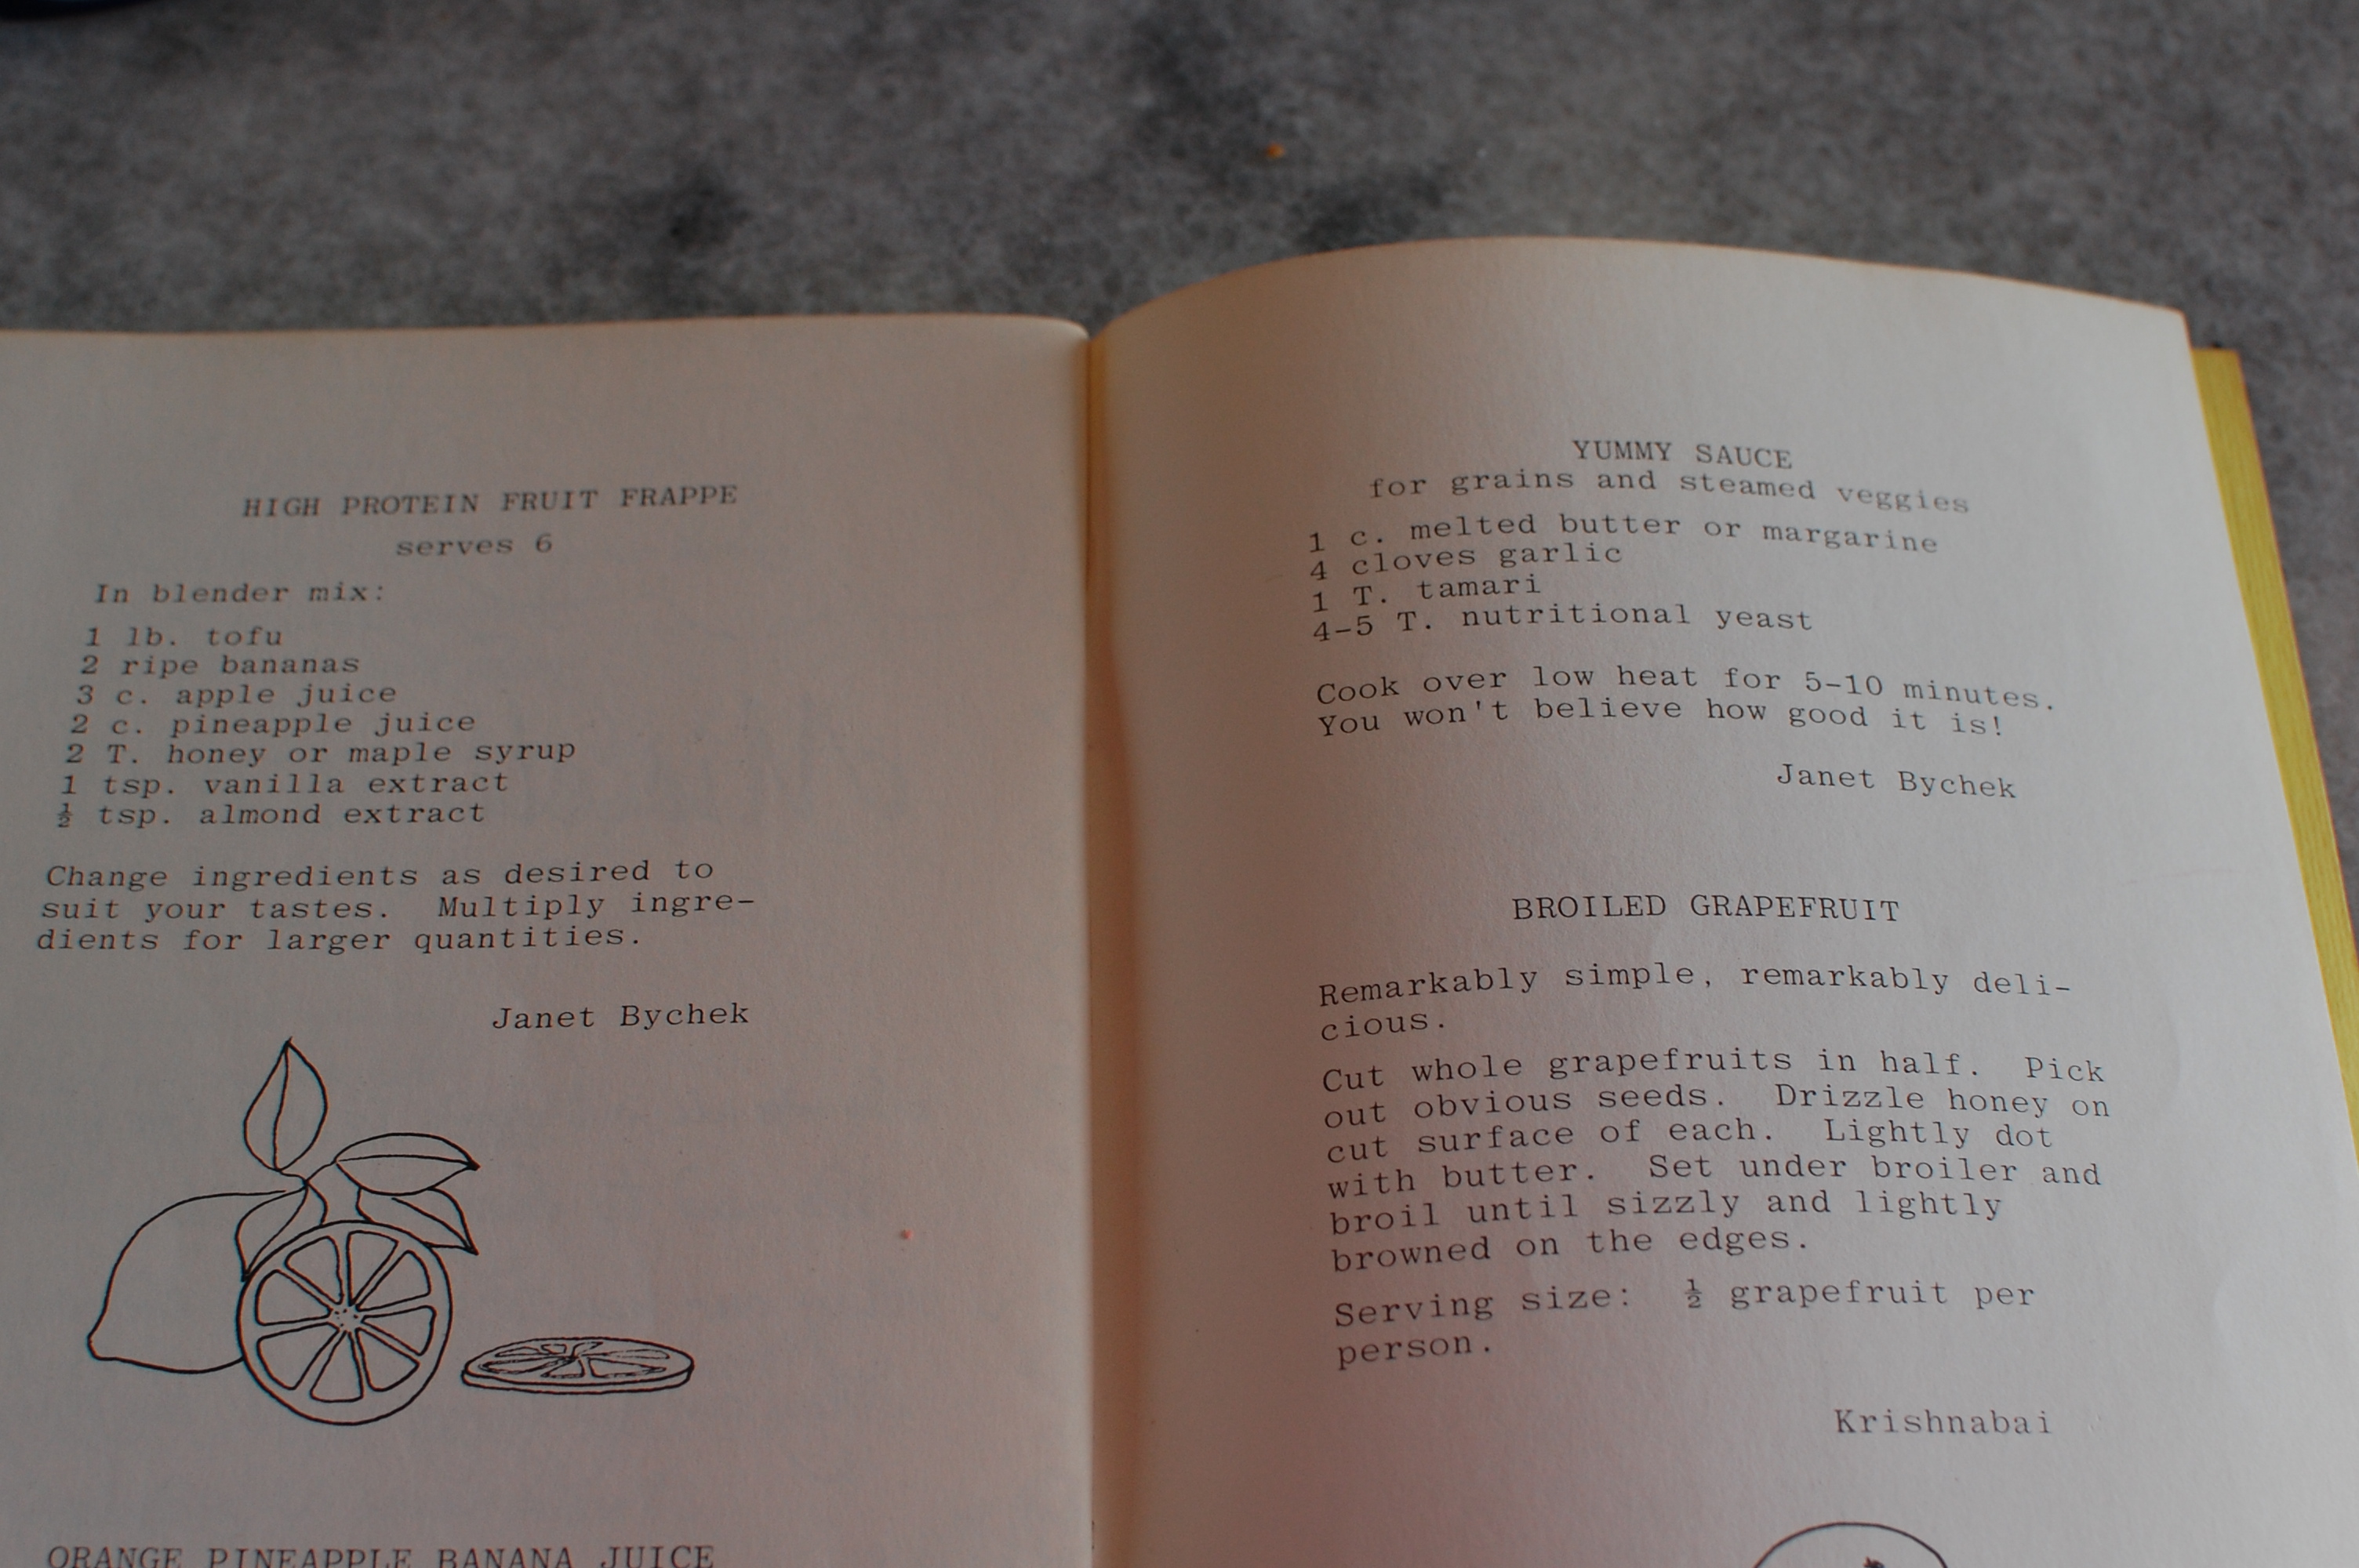 HIGH PROTEIN FRUIT FRAPPE
serves 6
In blender mix:
1 lb. tofu
2 ripe bananas
3 c. apple juice
2 c. pineapple juice
2 T. honey or maple syrup
1 tsp. vanilla extract
½ tsp. almond extract
Change ingredients as desired to
suit your tastes. Multiply ingre-
dients for larger quantities.
Janet Bychek
ORANGE PINEAPPLE BANANA JUICE
YUMMY SAUCE
for grains and steamed veggies
1 c. melted butter or margarine
4 cloves garlic
1 T. tamari
4-5 T. nutritional yeast
Cook over low heat for 5-10 minutes.
You won't believe how good it is!
Janet Bychek
BROILED GRAPEFRUIT
Remarkably simple, remarkably deli-
cious.
Cut whole grapefruits in half. Pick
out obvious seeds. Drizzle honey on
cut surface of each. Lightly dot
with butter. Set under broiler and
broil until sizzly and lightly
browned on the edges.
Serving size: ½ grapefruit per
person.
Krishnabai